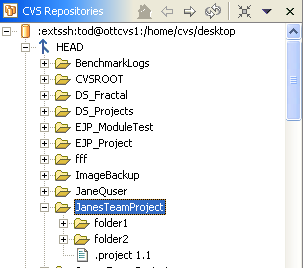 CVS Repositories
:extssh:tod@ottcvs1:/home/cvs/desktop
HEAD
BenchmarkLogs
CVSROOT
DS_Fractal
DS_Projects
EJP_ModuleTest
EJP_Project
fff
ImageBackup
JaneQuser
JanesTeamProject
folder1
folder2
.project 1.1